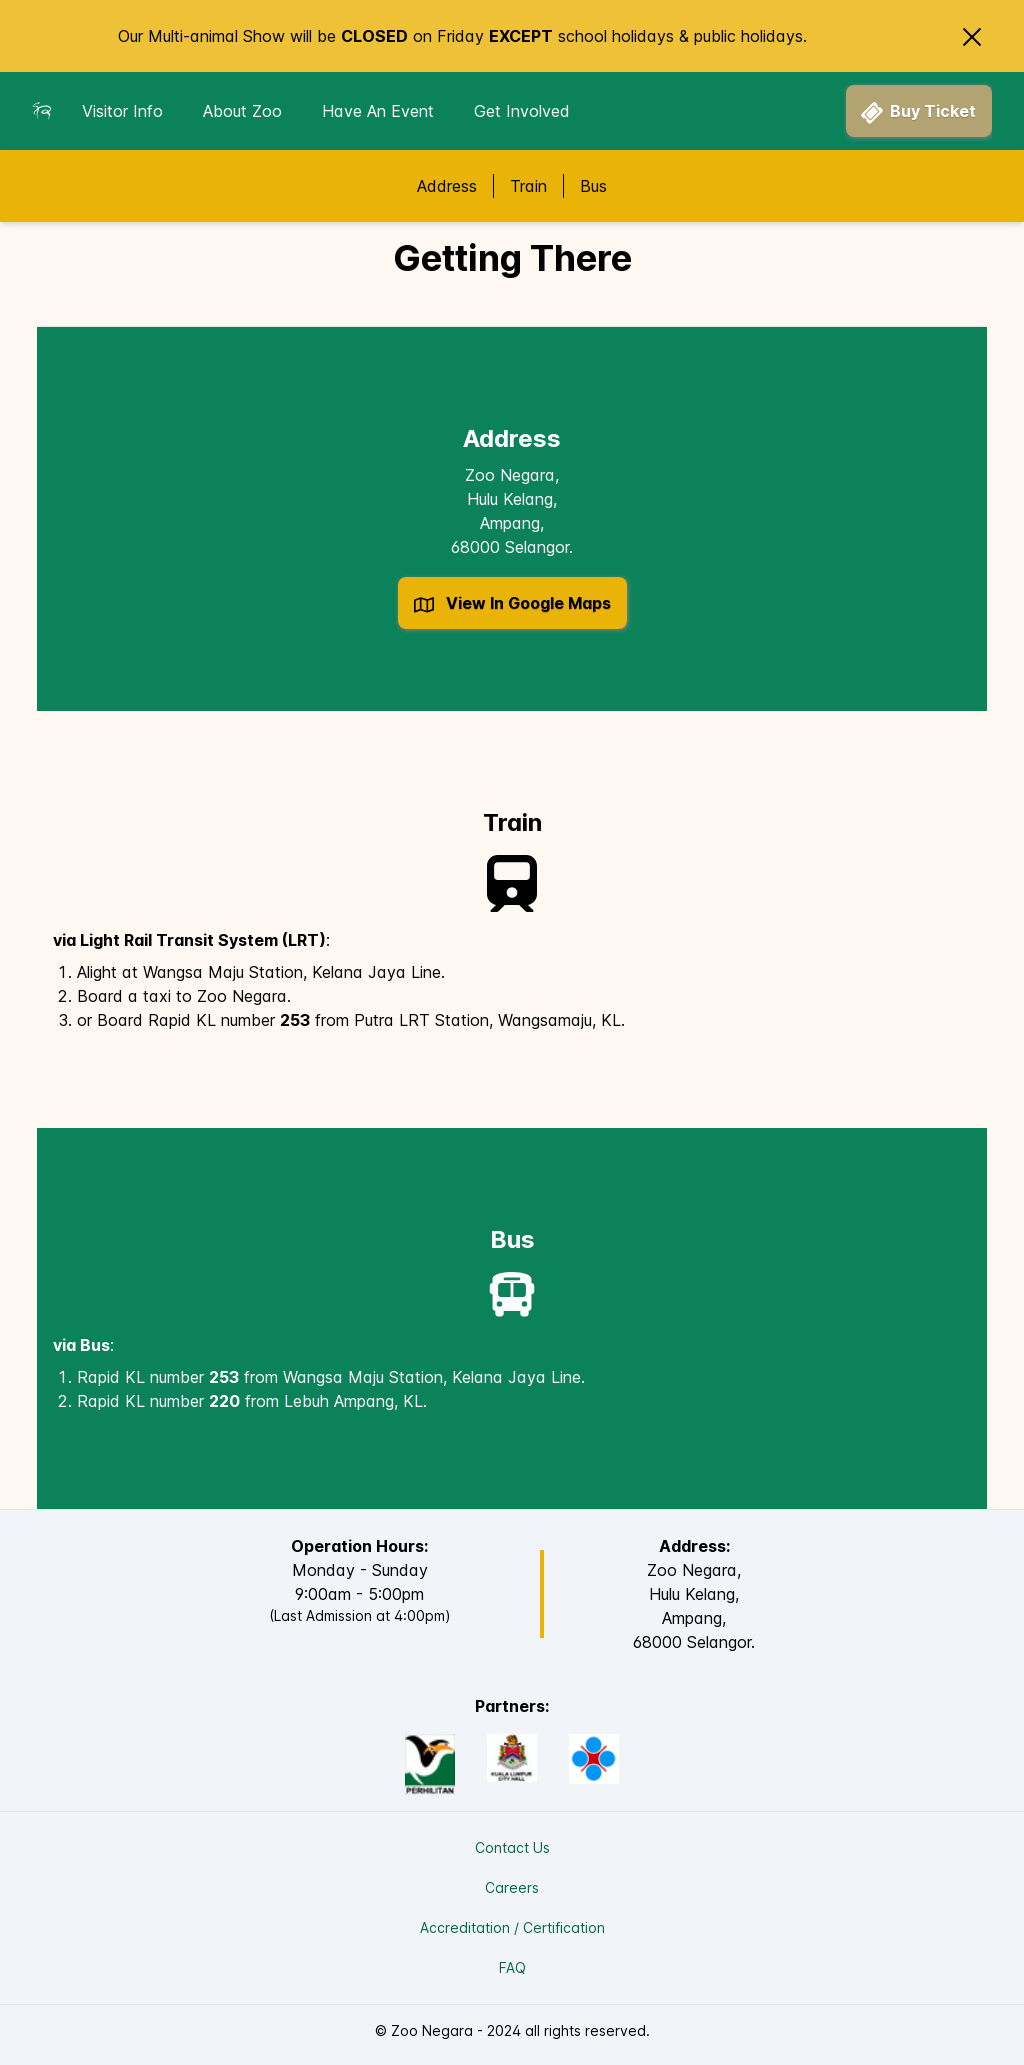 Our Multi-animal Show will be CLOSED on Friday EXCEPT school holidays & public holidays.
Visitor Info About Zoo Have An Event Get Involved Buy Ticket
Address Train Bus
Getting There
Address
Zoo Negara,
Hulu Kelang,
Ampang,
68000 Selangor.
View In Google Maps
Train
via Light Rail Transit System (LRT):
1. Alight at Wangsa Maju Station, Kelana Jaya Line.
2. Board a taxi to Zoo Negara.
3. or Board Rapid KL number 253 from Putra LRT Station, Wangsamaju, KL.
Bus
via Bus:
1. Rapid KL number 253 from Wangsa Maju Station, Kelana Jaya Line.
2. Rapid KL number 220 from Lebuh Ampang, KL.
Operation Hours:
Monday - Sunday
9:00am - 5:00pm
(Last Admission at 4:00pm)
Address:
Zoo Negara,
Hulu Kelang,
Ampang,
68000 Selangor.
Partners:
PERHILITAN
KUALA LUMPUR
CITY HALL
Contact Us
Careers
Accreditation / Certification
FAQ
© Zoo Negara - 2024 all rights reserved.